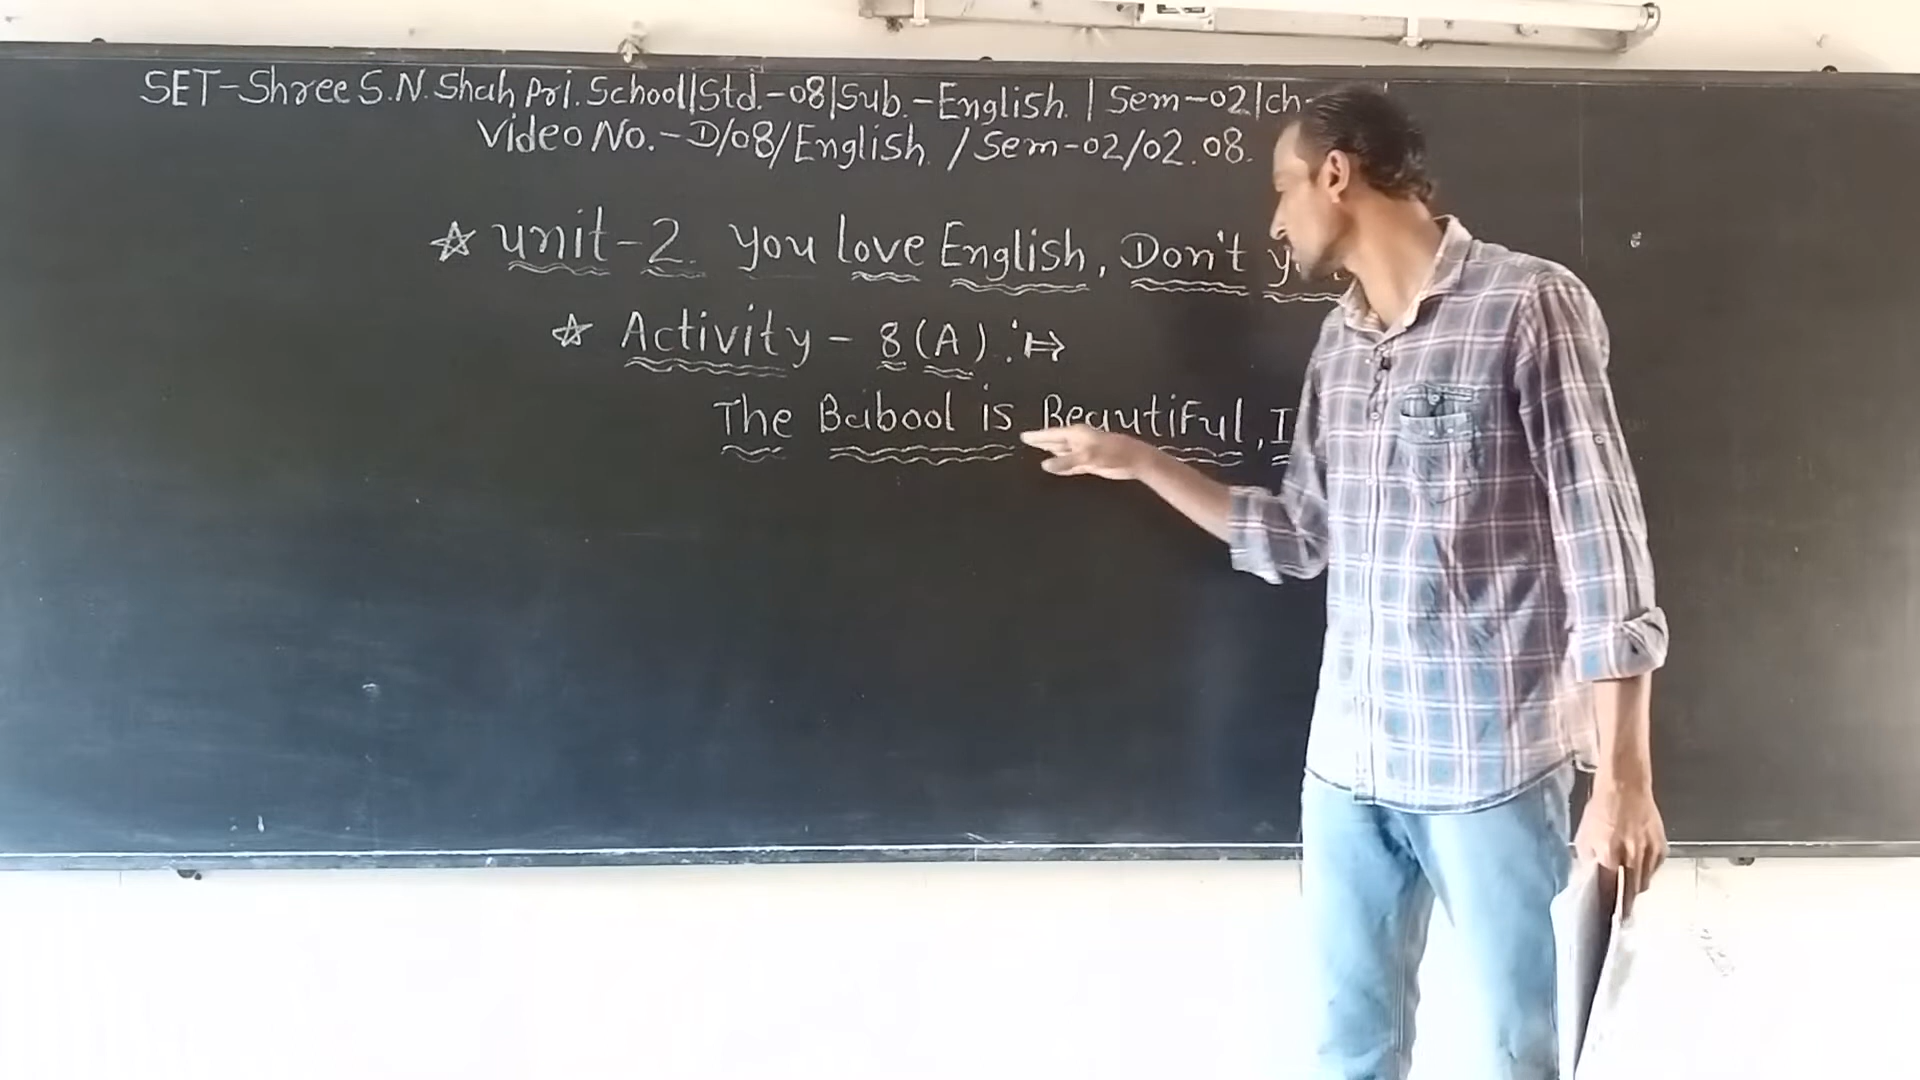 SET-Shree S.N. Shah Pri. School|Std.-08|Sub.-English. | Sem-02|ch-
Video No.-D/08/English. /Sem-02/02.08.
☆ unit-2. you love English, Don't
☆ Activity - 8(A) :↦
The Babool is Beautiful,